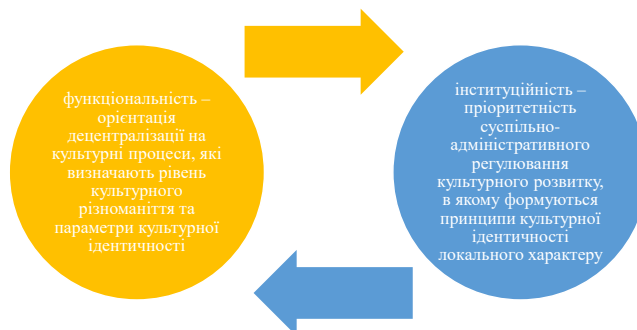 функціональність –
орієнтація
децентралізації на
культурні процеси, які
визначають рівень
культурного
різноманіття та
параметри культурної
ідентичності
інституційність –
пріоритетність
суспільно-
адміністративного
регулювання
культурного розвитку,
в якому формуються
принципи культурної
ідентичності
локального характеру